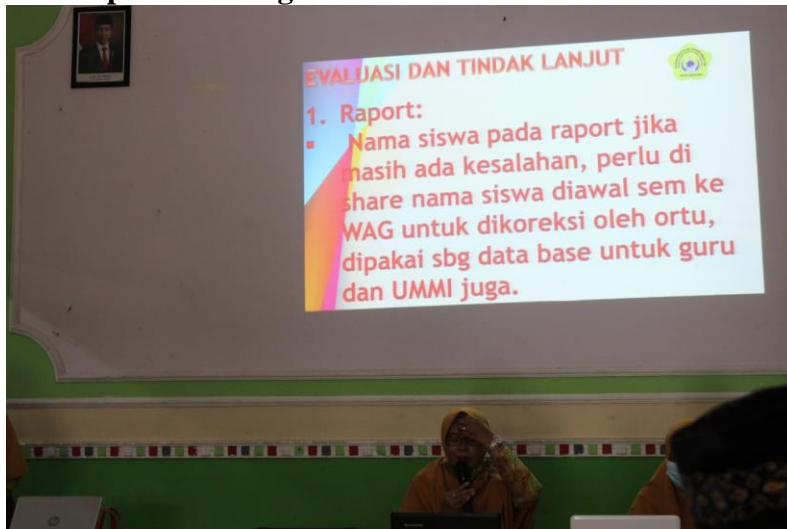 EVALUASI DAN TINDAK LANJUT
1. Raport:
▪ Nama siswa pada raport jika
masih ada kesalahan, perlu di
share nama siswa diawal sem ke
WAG untuk dikoreksi oleh ortu,
dipakai sbg data base untuk guru
dan UMMI juga.